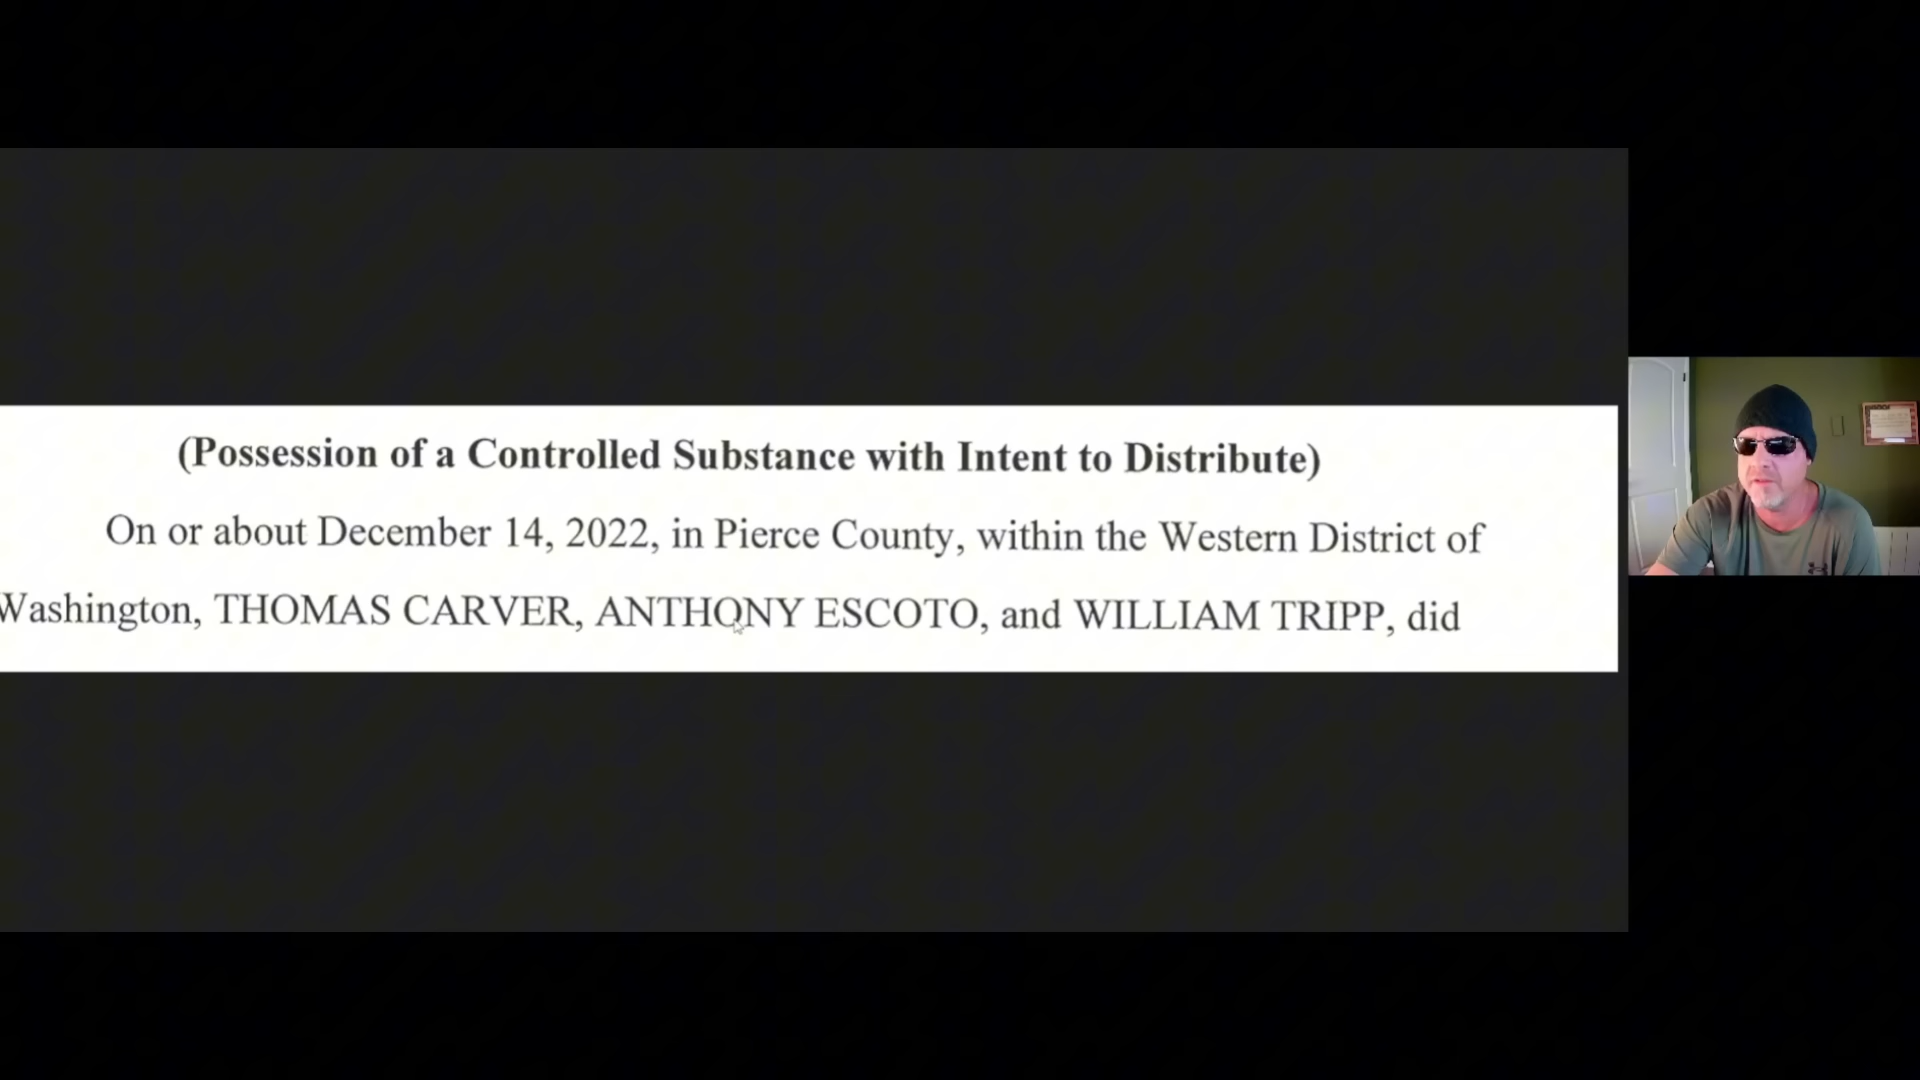 (Possession of a Controlled Substance with Intent to Distribute)
On or about December 14, 2022, in Pierce County, within the Western District of
Washington, THOMAS CARVER, ANTHONY ESCOTO, and WILLIAM TRIPP, did